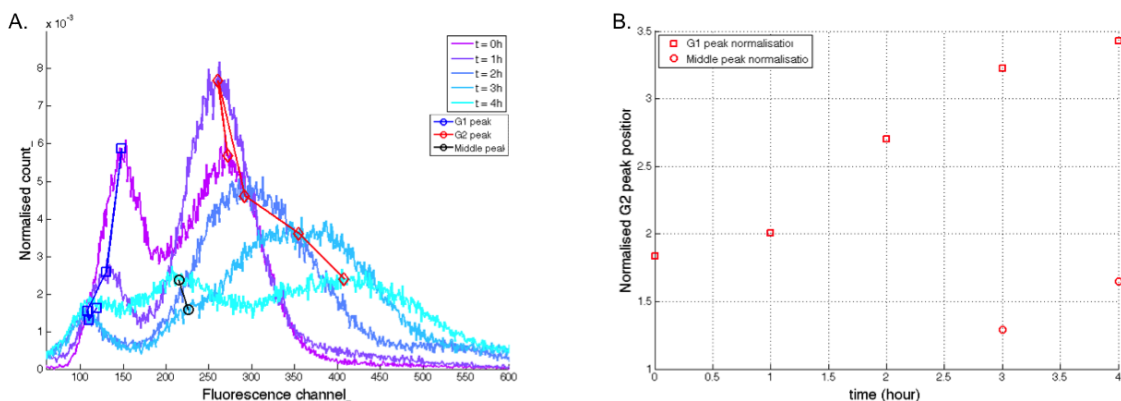 A.
x 10⁻³
8
7
6
5
4
3
2
1
0
Normalised count
100 150 200 250 300 350 400 450 500 550 600
Fluorescence channel_
t = 0h
t = 1h
t = 2h
t = 3h
t = 4h
G1 peak
G2 peak
Middle peak
B.
3.5
3
2.5
2
1.5
1
Normalised G2 peak position
0 0.5 1 1.5 2 2.5 3 3.5 4
time (hour)
G1 peak normalisation
Middle peak normalisatio